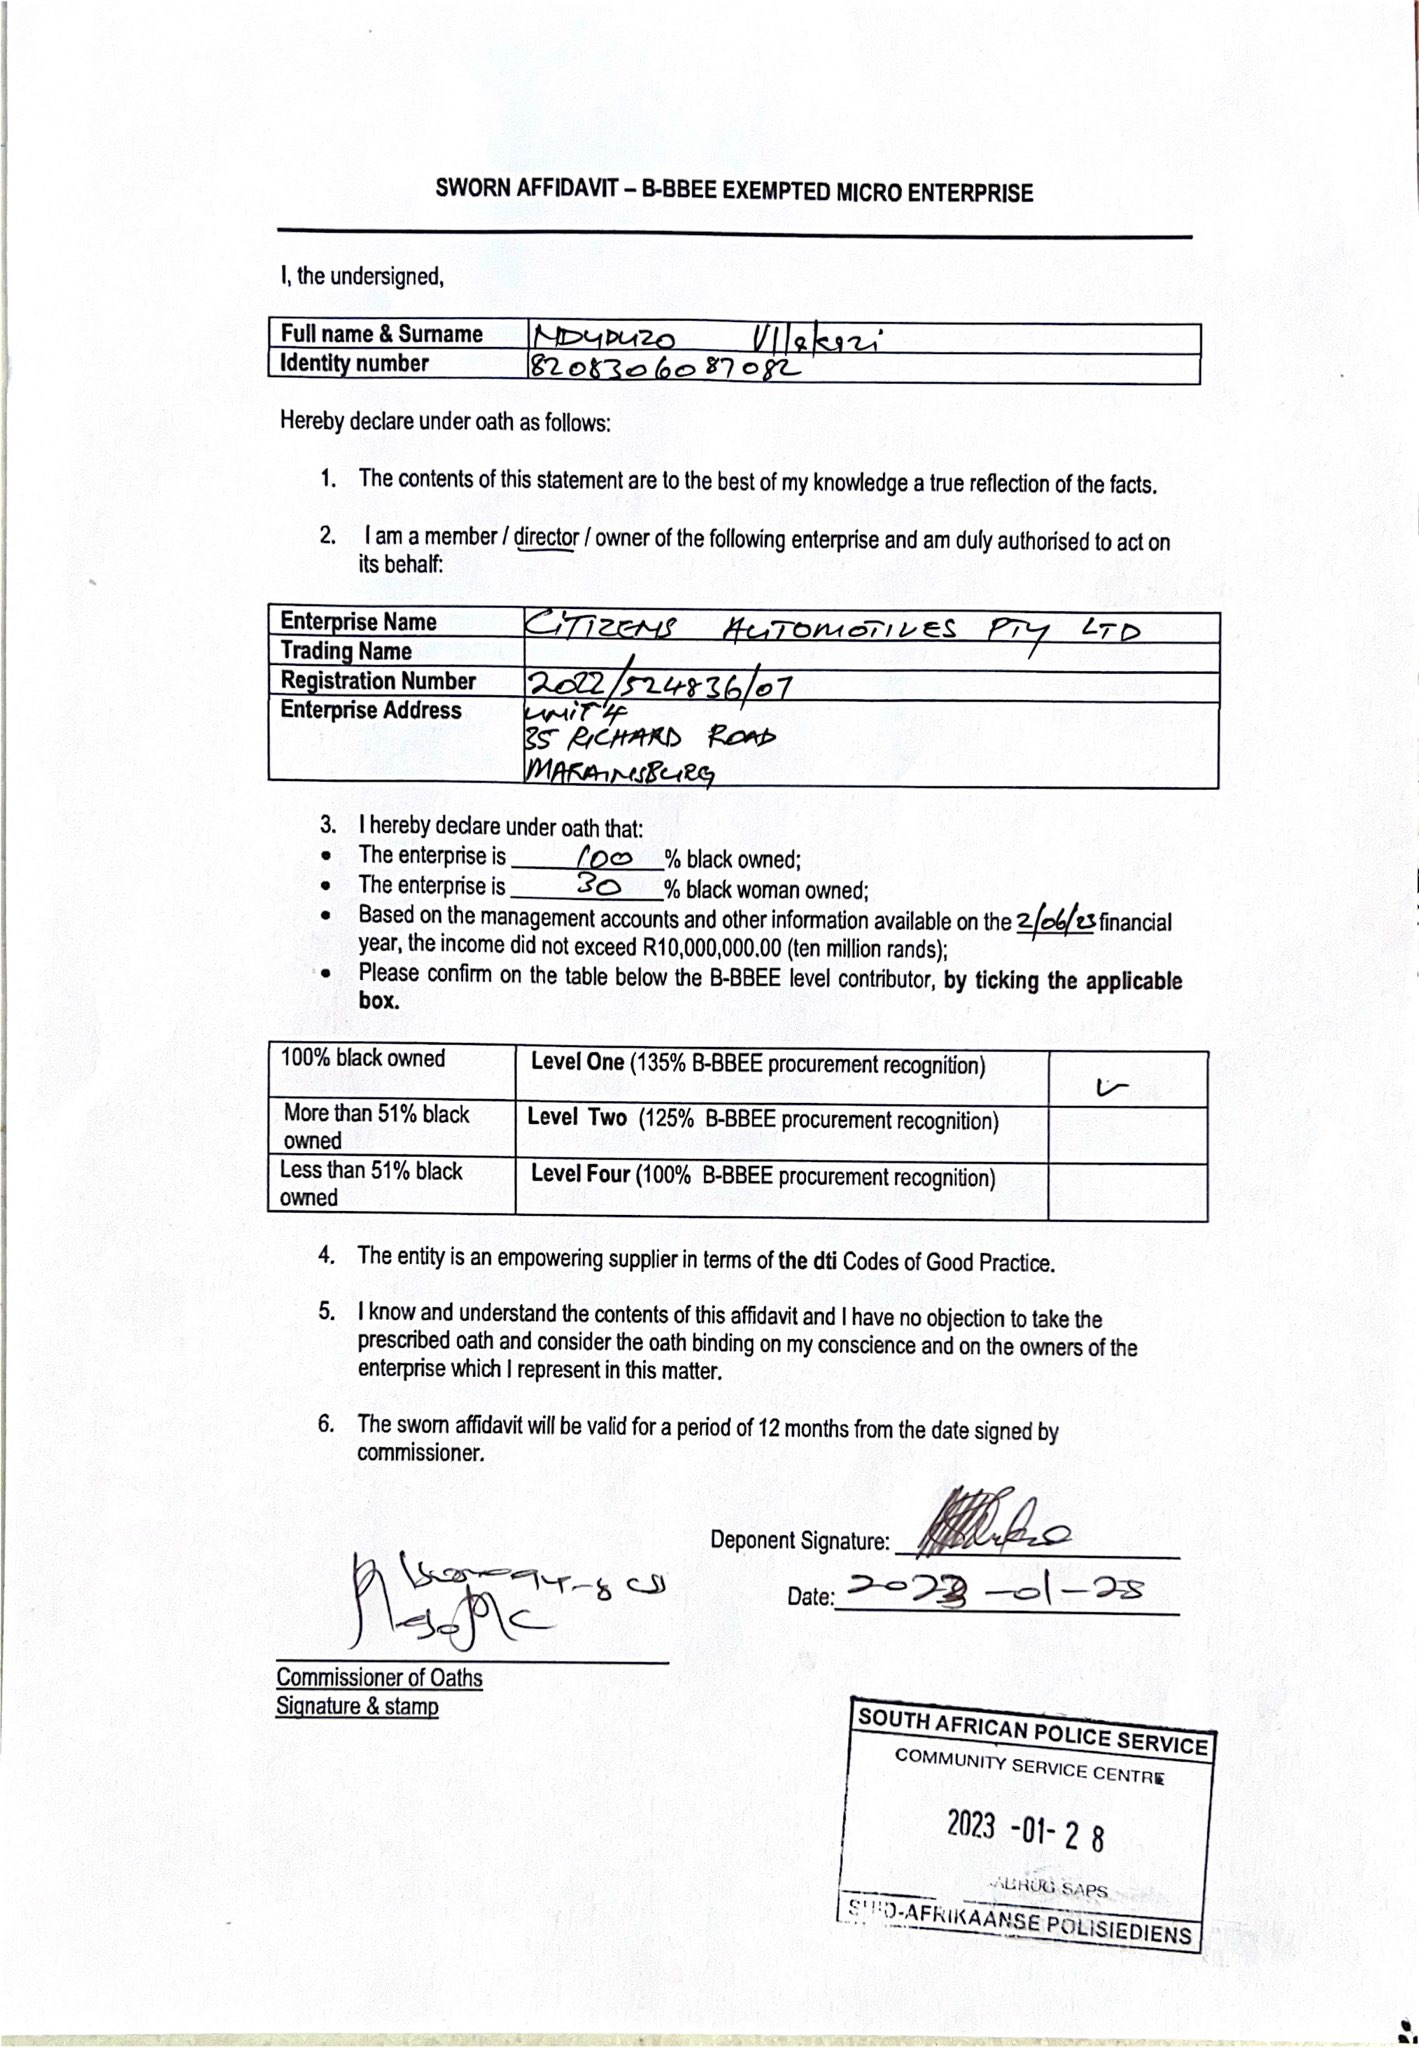 SWORN AFFIDAVIT – B-BBEE EXEMPTED MICRO ENTERPRISE
I, the undersigned,
Full name & Surname NDUDUZO Vilakazi
Identity number 8208306087082
Hereby declare under oath as follows:
1. The contents of this statement are to the best of my knowledge a true reflection of the facts.
2. I am a member / director / owner of the following enterprise and am duly authorised to act on
its behalf:
Enterprise Name CITIZENS AUTOMOTIVES PTY LTD
Trading Name
Registration Number 2022/524836/07
Enterprise Address UNIT 4
35 RICHARD ROAD
MARAINSBURG
3. I hereby declare under oath that:
• The enterprise is 100 % black owned;
• The enterprise is 30 % black woman owned;
• Based on the management accounts and other information available on the 2/06/23 financial
year, the income did not exceed R10,000,000.00 (ten million rands);
• Please confirm on the table below the B-BBEE level contributor, by ticking the applicable
box.
100% black owned Level One (135% B-BBEE procurement recognition) ✓
More than 51% black Level Two (125% B-BBEE procurement recognition)
owned
Less than 51% black Level Four (100% B-BBEE procurement recognition)
owned
4. The entity is an empowering supplier in terms of the dti Codes of Good Practice.
5. I know and understand the contents of this affidavit and I have no objection to take the
prescribed oath and consider the oath binding on my conscience and on the owners of the
enterprise which I represent in this matter.
6. The sworn affidavit will be valid for a period of 12 months from the date signed by
commissioner.
Deponent Signature:
Date: 2023-01-28
Commissioner of Oaths
Signature & stamp
SOUTH AFRICAN POLICE SERVICE
COMMUNITY SERVICE CENTRE
2023 -01- 2 8
SAPS
SUID-AFRIKAANSE POLISIEDIENS